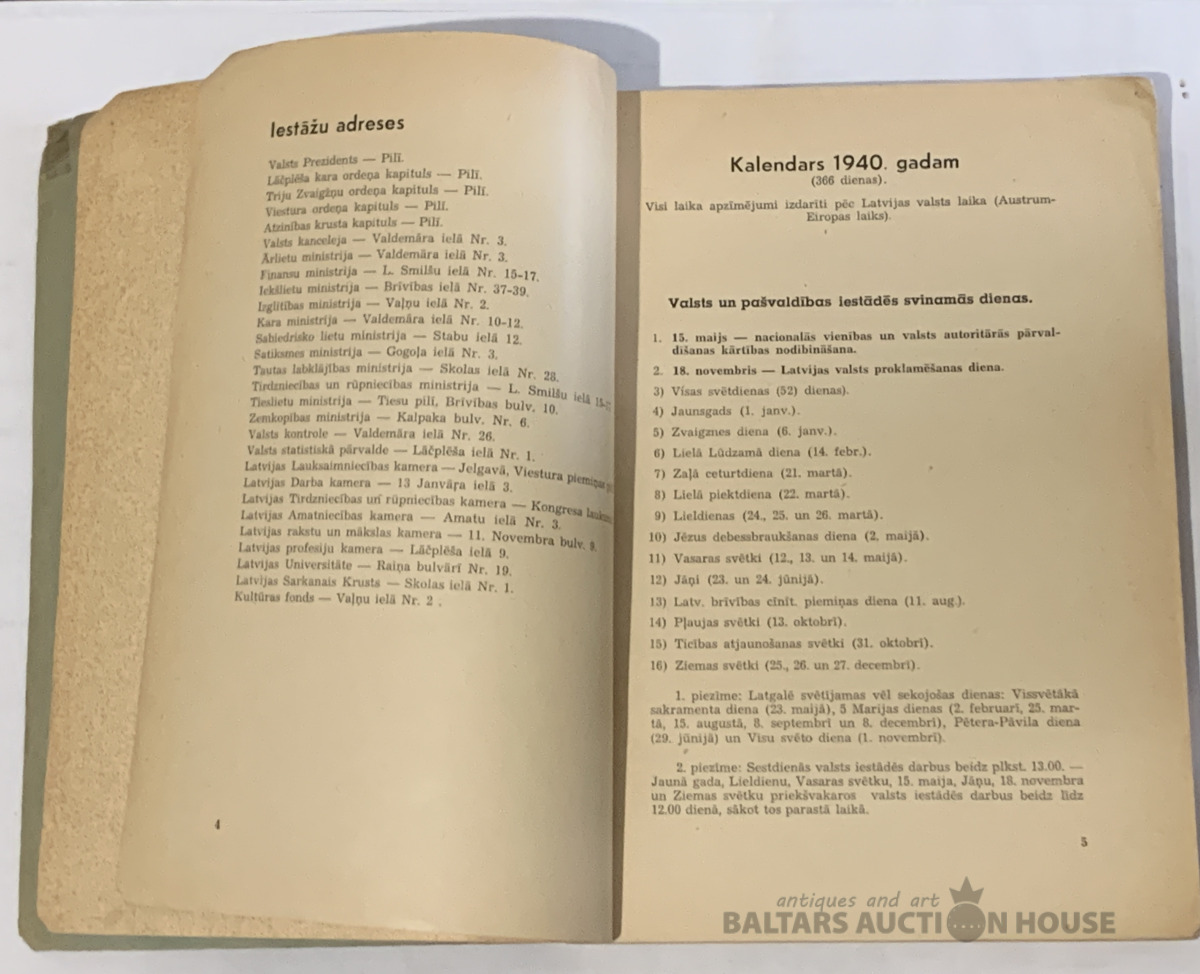 Iestāžu adreses
Valsts Prezidents — Pilī.
Lāčplēša kara ordeņa kapituls — Pilī.
Triju Zvaigžņu ordeņa kapituls — Pilī.
Viestura ordeņa kapituls — Pilī.
Atzinības krusta kapituls — Pilī.
Valsts kanceleja — Valdemāra ielā Nr. 3.
Ārlietu ministrija — Valdemāra ielā Nr. 3.
Finansu ministrija — L. Smilšu ielā Nr. 15-17.
Iekšlietu ministrija — Brīvības ielā Nr. 37-39.
Izglītības ministrija — Vaļņu ielā Nr. 2.
Kara ministrija — Valdemāra ielā Nr. 10-12.
Sabiedrisko lietu ministrija — Stabu ielā 12.
Satiksmes ministrija — Gogoļa ielā Nr. 3.
Tautas labklājības ministrija — Skolas ielā Nr. 28.
Tirdzniecības un rūpniecības ministrija — L. Smilšu ielā 15-17
Tieslietu ministrija — Tiesu pilī, Brīvības bulv. 10.
Zemkopības ministrija — Kalpaka bulv. Nr. 6.
Valsts kontrole — Valdemāra ielā Nr. 26.
Valsts statistiskā pārvalde — Lāčplēša ielā Nr. 1.
Latvijas Lauksaimniecības kamera — Jelgavā, Viestura piemiņas
Latvijas Darba kamera — 13 Janvāra ielā 3.
Latvijas Tirdzniecības un rūpniecības kamera — Kongresa
Latvijas Amatniecības kamera — Amatu ielā Nr. 3.
Latvijas rakstu un mākslas kamera — 11. Novembra bulv. 9.
Latvijas profesiju kamera — Lāčplēša ielā 9.
Latvijas Universitāte — Raiņa bulvārī Nr. 19.
Latvijas Sarkanais Krusts — Skolas ielā Nr. 1.
Kultūras fonds — Vaļņu ielā Nr. 2 .
4
Kalendars 1940. gadam
(366 dienas).
Visi laika apzīmējumi izdarīti pēc Latvijas valsts laika (Austrum-
Eiropas laiks).
Valsts un pašvaldības iestādēs svinamās dienas.
1. 15. maijs — nacionalās vienības un valsts autoritārās pārval-
dīšanas kārtības nodibināšana.
2. 18. novembris — Latvijas valsts proklamēšanas diena.
3) Visas svētdienas (52) dienas).
4) Jaunsgads (1. janv.).
5) Zvaigznes diena (6. janv.).
6) Lielā Lūdzamā diena (14. febr.).
7) Zaļā ceturtdiena (21. martā).
8) Lielā piektdiena (22. martā).
9) Lieldienas (24., 25. un 26. martā).
10) Jēzus debessbraukšanas diena (2. maijā).
11) Vasaras svētki (12., 13. un 14. maijā).
12) Jāņi (23. un 24. jūnijā).
13) Latv. brīvības cīnīt. piemiņas diena (11. aug.).
14) Pļaujas svētki (13. oktobrī).
15) Ticības atjaunošanas svētki (31. oktobrī).
16) Ziemas svētki (25., 26. un 27. decembrī).
1. piezīme: Latgalē svētījamas vēl sekojošas dienas: Vissvētākā
sakramenta diena (23. maijā), 5 Marijas dienas (2. februarī, 25. mar-
tā, 15. augustā, 8. septembrī un 8. decembrī), Pētera-Pāvila diena
(29. jūnijā) un Visu svēto diena (1. novembrī).
2. piezīme: Sestdienās valsts iestādēs darbus beidz plkst. 13.00. —
Jaunā gada, Lieldienu, Vasaras svētku, 15. maija, Jāņu, 18. novembra
un Ziemas svētku priekšvakaros valsts iestādēs darbus beidz līdz
12.00 dienā, sākot tos parastā laikā.
5
antiques and art
BALTARS AUCTION HOUSE